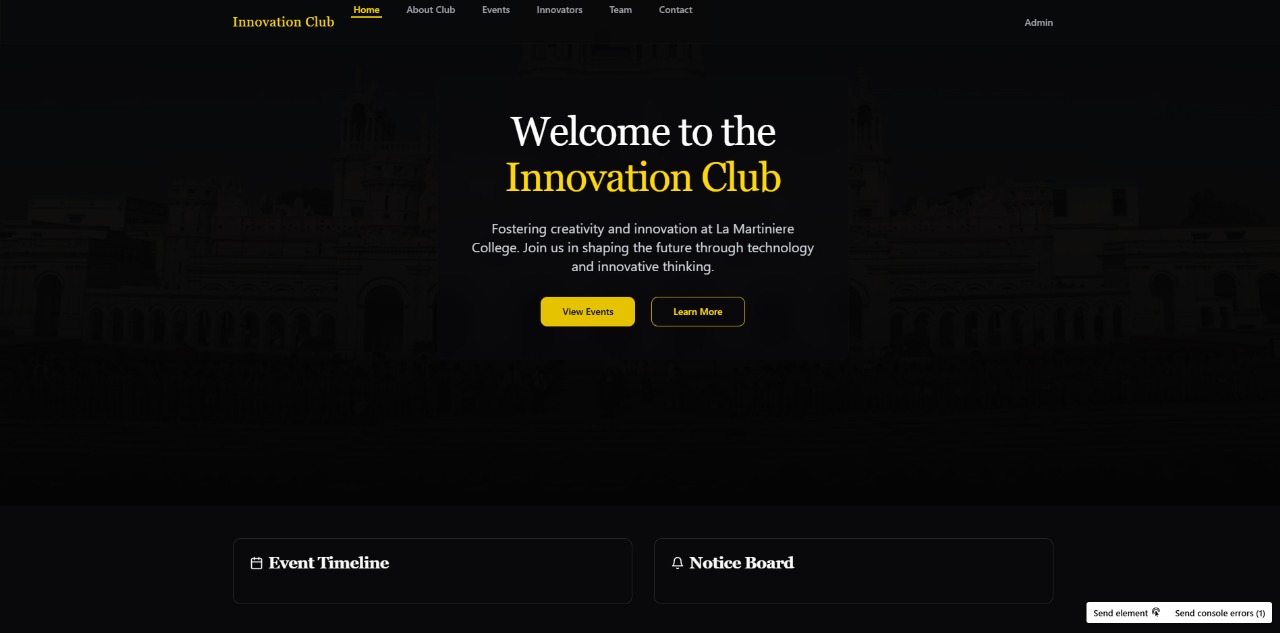 Innovation Club
Home
About Club
Events
Innovators
Team
Contact
Admin
Welcome to the
Innovation Club
Fostering creativity and innovation at La Martiniere
College. Join us in shaping the future through technology
and innovative thinking.
View Events
Learn More
Event Timeline
Notice Board
Send element
Send console errors (1)